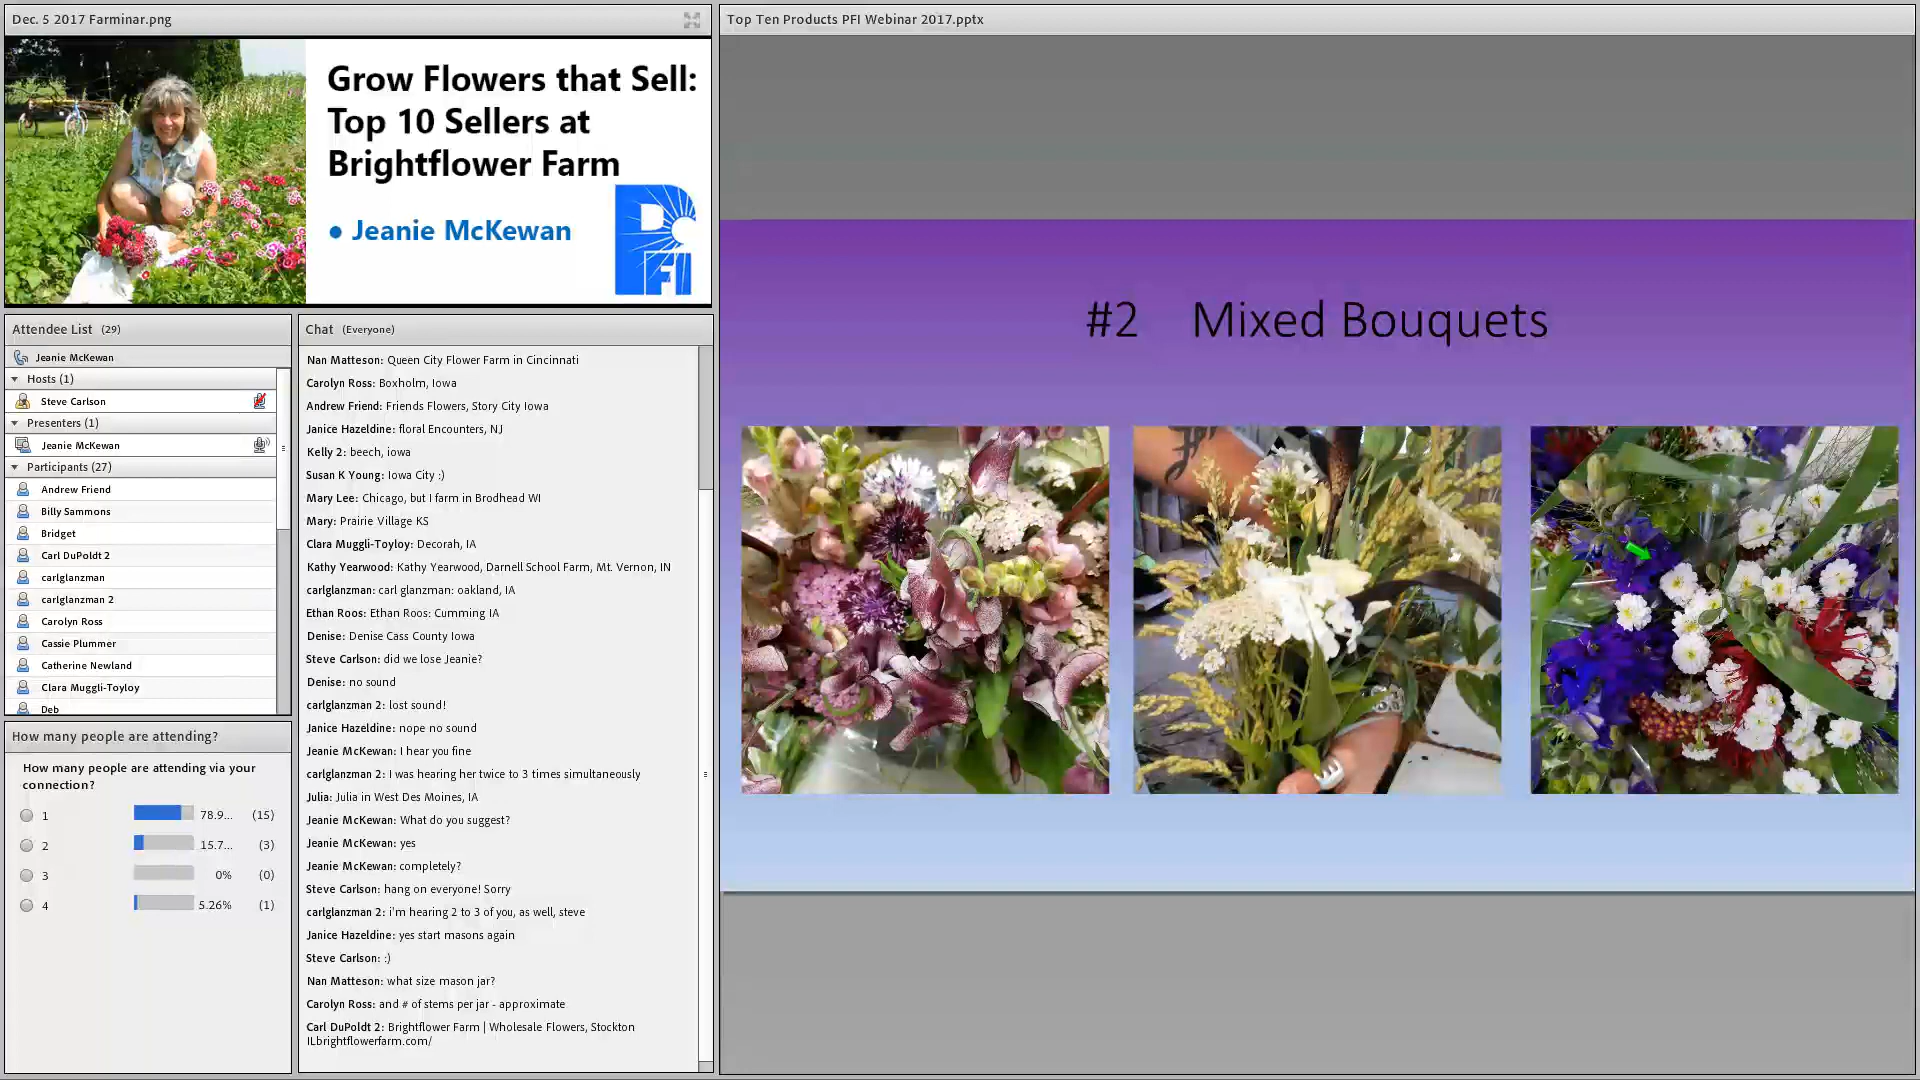 Dec. 5 2017 Farminar.png
Grow Flowers that Sell:
Top 10 Sellers at
Brightflower Farm
• Jeanie McKewan
PFI
Attendee List (29)
Jeanie McKewan
Hosts (1)
Steve Carlson
Presenters (1)
Jeanie McKewan
Participants (27)
Andrew Friend
Billy Sammons
Bridget
Carl DuPoldt 2
carlglanzman
carlglanzman 2
Carolyn Ross
Cassie Plummer
Catherine Newland
Clara Muggli-Toyloy
Deb
How many people are attending?
How many people are attending via your
connection?
1 78.9... (15)
2 15.7... (3)
3 0% (0)
4 5.26% (1)
Chat (Everyone)
Nan Matteson: Queen City Flower Farm in Cincinnati
Carolyn Ross: Boxholm, Iowa
Andrew Friend: Friends Flowers, Story City Iowa
Janice Hazeldine: floral Encounters, NJ
Kelly 2: beech, iowa
Susan K Young: Iowa City :)
Mary Lee: Chicago, but I farm in Brodhead WI
Mary: Prairie Village KS
Clara Muggli-Toyloy: Decorah, IA
Kathy Yearwood: Kathy Yearwood, Darnell School Farm, Mt. Vernon, IN
carlglanzman: carl glanzman: oakland, IA
Ethan Roos: Ethan Roos: Cumming IA
Denise: Denise Cass County Iowa
Steve Carlson: did we lose Jeanie?
Denise: no sound
carlglanzman 2: lost sound!
Janice Hazeldine: nope no sound
Jeanie McKewan: I hear you fine
carlglanzman 2: I was hearing her twice to 3 times simultaneously
Julia: Julia in West Des Moines, IA
Jeanie McKewan: What do you suggest?
Jeanie McKewan: yes
Jeanie McKewan: completely?
Steve Carlson: hang on everyone! Sorry
carlglanzman 2: i'm hearing 2 to 3 of you, as well, steve
Janice Hazeldine: yes start masons again
Steve Carlson: :)
Nan Matteson: what size mason jar?
Carolyn Ross: and # of stems per jar - approximate
Carl DuPoldt 2: Brightflower Farm | Wholesale Flowers, Stockton
ILbrightflowerfarm.com/
Top Ten Products PFI Webinar 2017.pptx
#2 Mixed Bouquets